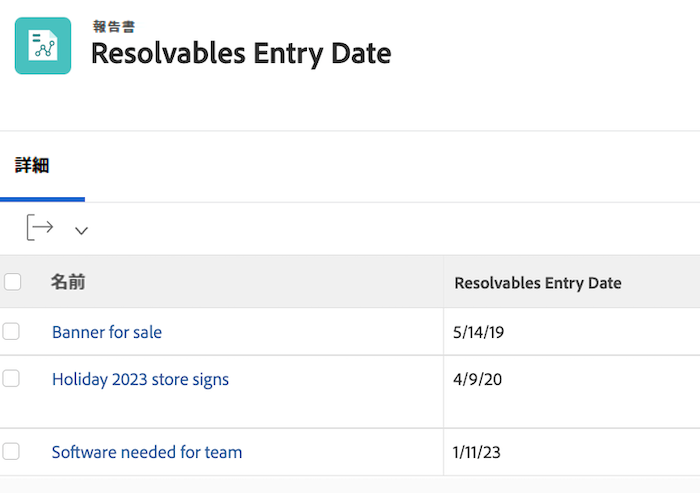 報告書
Resolvables Entry Date
詳細
名前 Resolvables Entry Date
Banner for sale 5/14/19
Holiday 2023 store signs 4/9/20
Software needed for team 1/11/23